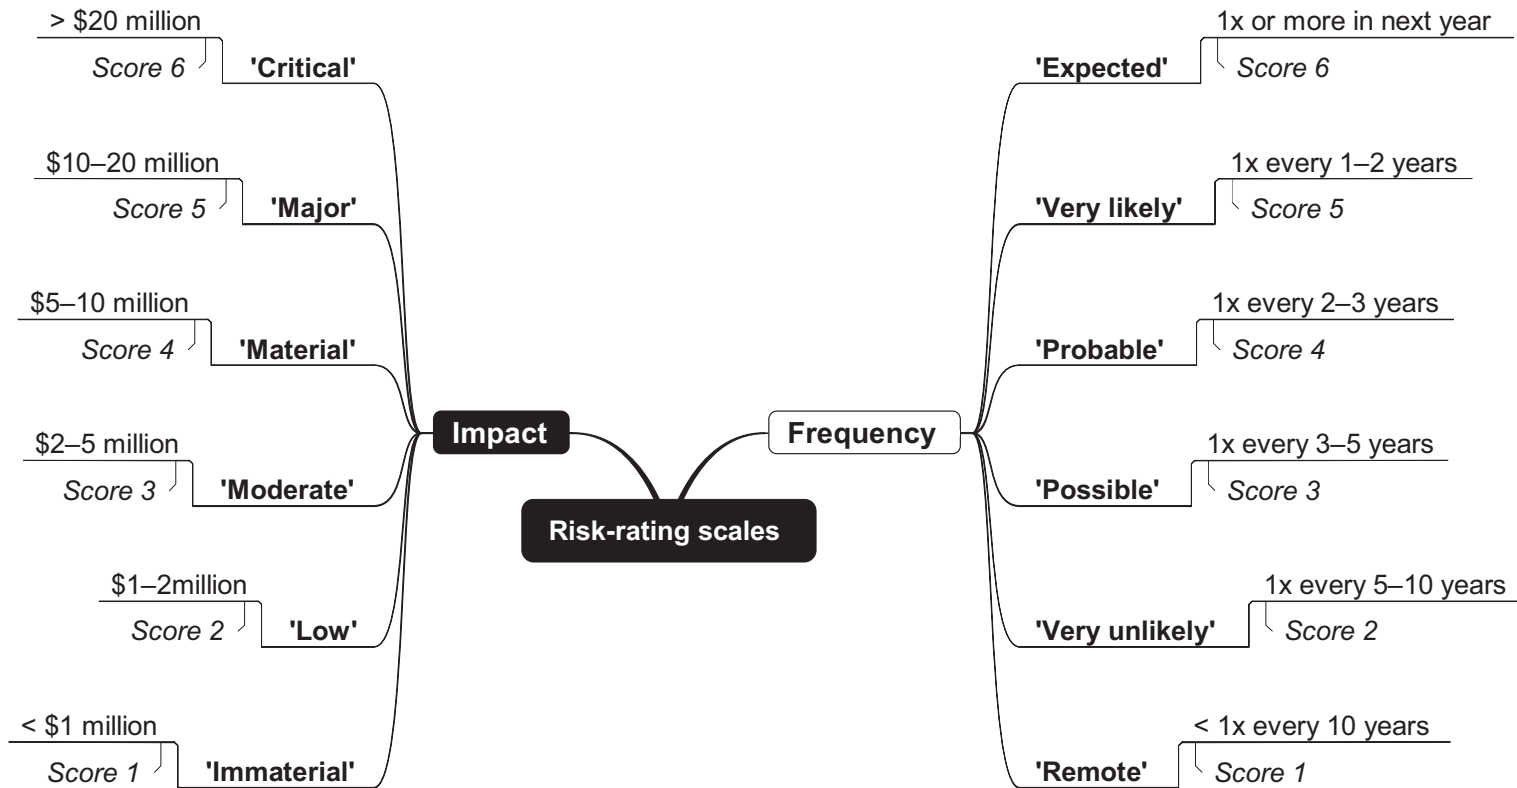 > $20 million
Score 6
'Critical'
$10–20 million
Score 5
'Major'
$5–10 million
Score 4
'Material'
$2–5 million
Score 3
'Moderate'
$1–2million
Score 2
'Low'
< $1 million
Score 1
'Immaterial'
Impact
Risk-rating scales
Frequency
1x or more in next year
'Expected'
Score 6
1x every 1–2 years
'Very likely'
Score 5
1x every 2–3 years
'Probable'
Score 4
1x every 3–5 years
'Possible'
Score 3
1x every 5–10 years
'Very unlikely'
Score 2
< 1x every 10 years
'Remote'
Score 1